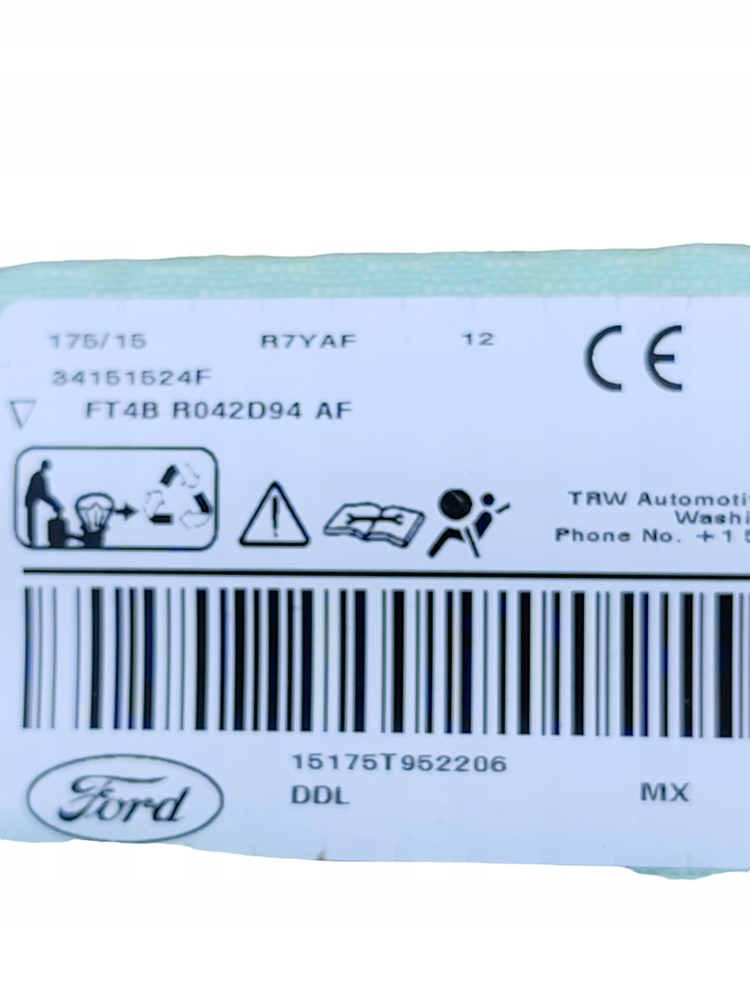 175/15 R7YAF 12
CE
34151524F
FT4B R042D94 AF
TRW Automoti
Washi
Phone No. +1 5
15175T952206
Ford
DDL MX